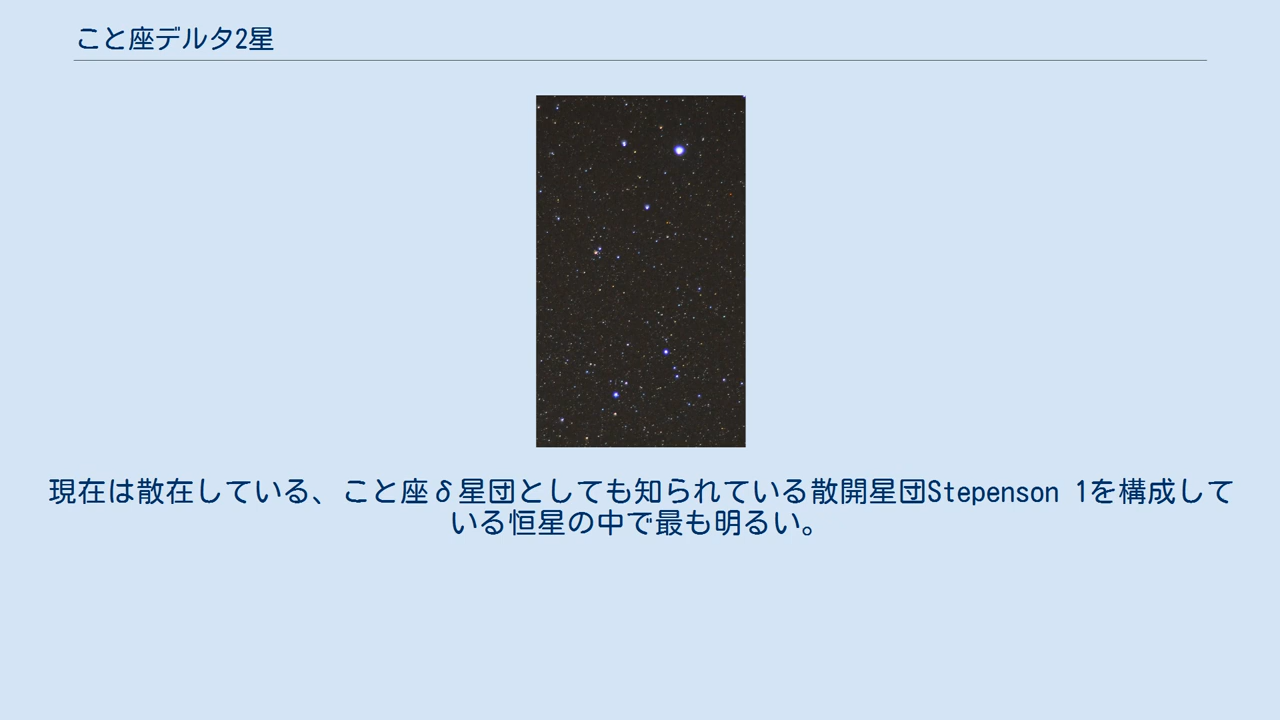 こと座デルタ2星
現在は散在している、こと座δ星団としても知られている散開星団Stepenson 1を構成して
いる恒星の中で最も明るい。